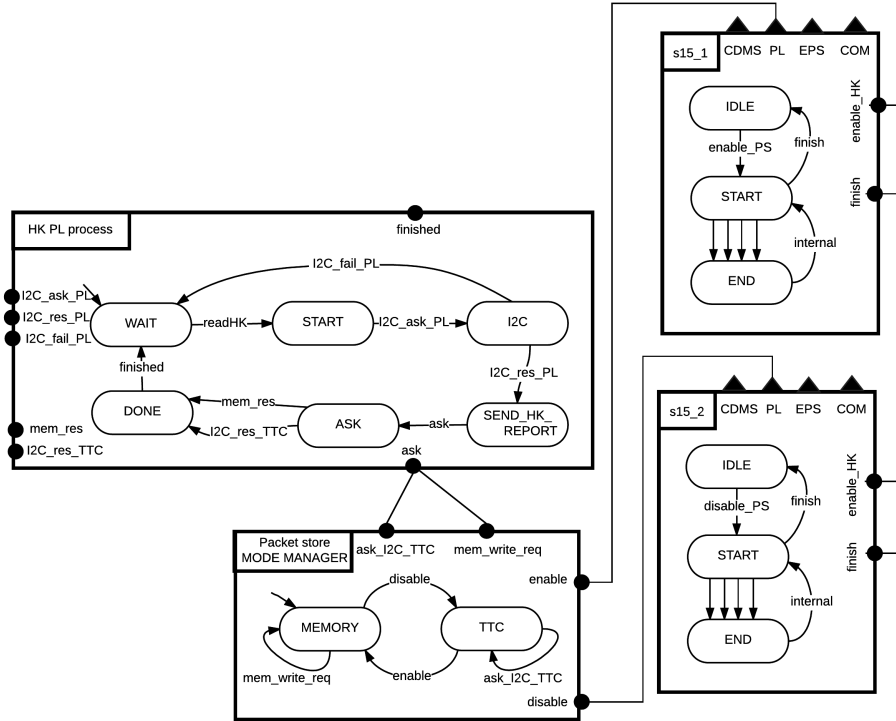 s15_1
CDMS PL EPS COM
IDLE
enable_PS
finish
START
internal
END
enable_HK
finish
HK PL process
finished
I2C_ask_PL
I2C_res_PL
I2C_fail_PL
I2C_fail_PL
WAIT
readHK
START
I2C_ask_PL
I2C
finished
I2C_res_PL
DONE
mem_res
I2C_res_TTC
ASK
ask
SEND_HK_
REPORT
mem_res
I2C_res_TTC
ask
s15_2
CDMS PL EPS COM
IDLE
disable_PS
finish
START
internal
END
enable_HK
finish
Packet store
MODE MANAGER
ask_I2C_TTC
mem_write_req
enable
disable
MEMORY
TTC
mem_write_req
enable
ask_I2C_TTC
disable